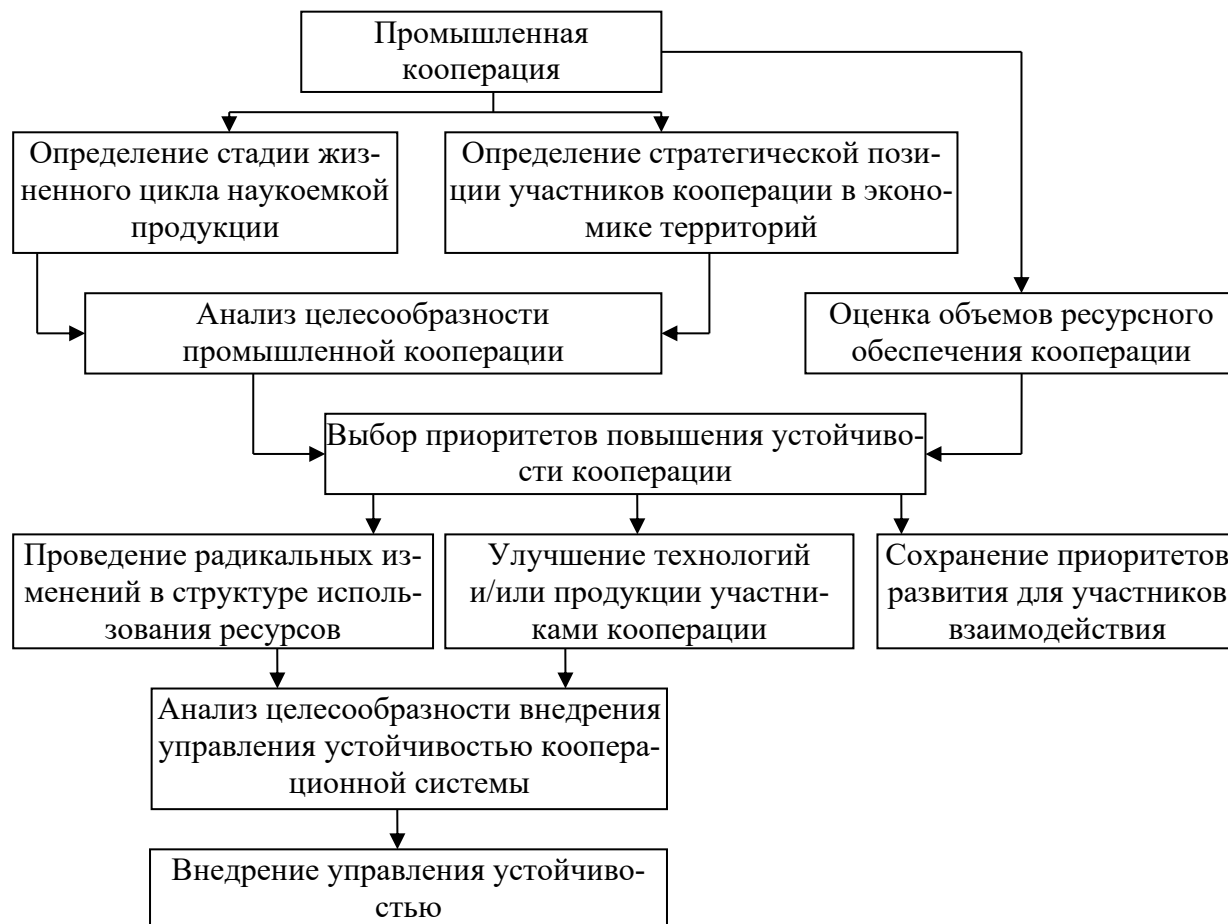 Промышленная
кооперация
Определение стадии жиз-
ненного цикла наукоемкой
продукции
Определение стратегической пози-
ции участников кооперации в эконо-
мике территорий
Анализ целесообразности
промышленной кооперации
Оценка объемов ресурсного
обеспечения кооперации
Выбор приоритетов повышения устойчиво-
сти кооперации
Проведение радикальных из-
менений в структуре исполь-
зования ресурсов
Улучшение технологий
и/или продукции участни-
ками кооперации
Сохранение приоритетов
развития для участников
взаимодействия
Анализ целесообразности внедрения
управления устойчивостью коопера-
ционной системы
Внедрение управления устойчиво-
стью